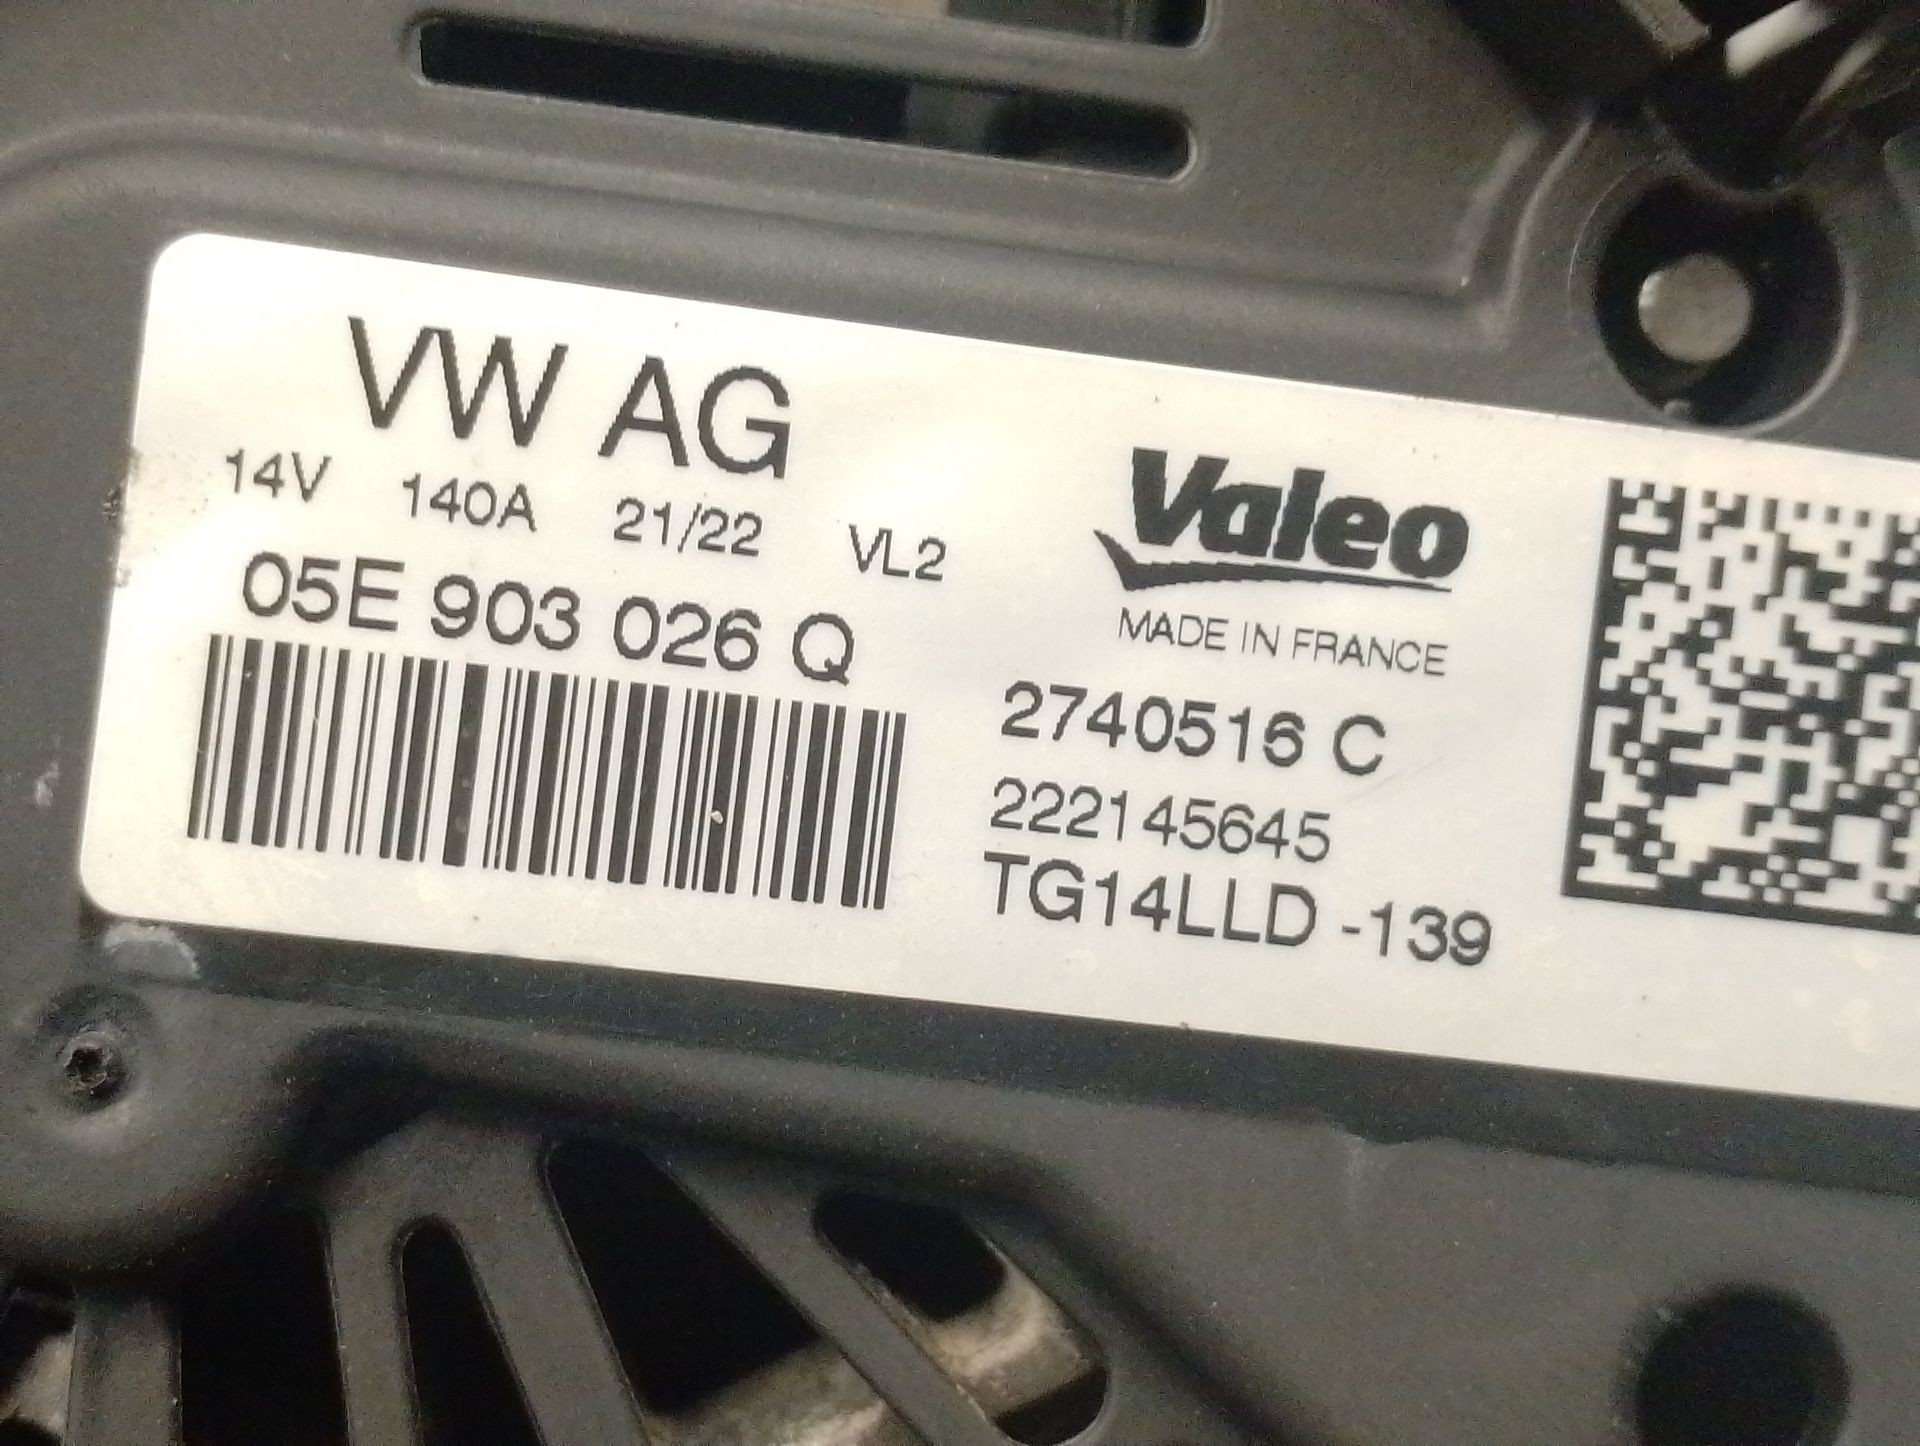 VW AG
14V 140A 21/22 VL2
05E 903 026 Q
Valeo
MADE IN FRANCE
2740516 C
222145645
TG14LLD -139